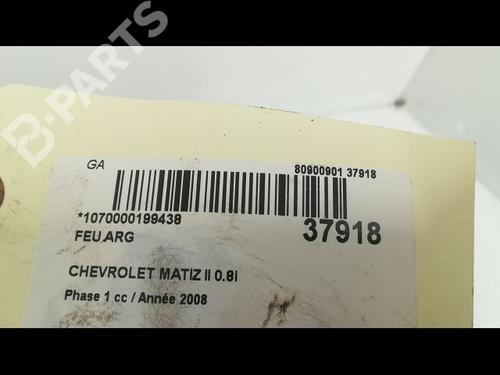 B-PARTS
GA
80900901 37918
*1070000199438
37918
FEU.ARG
CHEVROLET MATIZ II 0.8i
Phase 1 cc / Année 2008